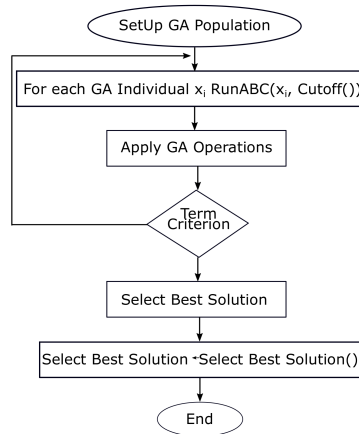 SetUp GA Population
For each GA Individual xᵢ RunABC(xᵢ, Cutoff())
Apply GA Operations
Term
Criterion
Select Best Solution
Select Best Solution ← Select Best Solution()
End